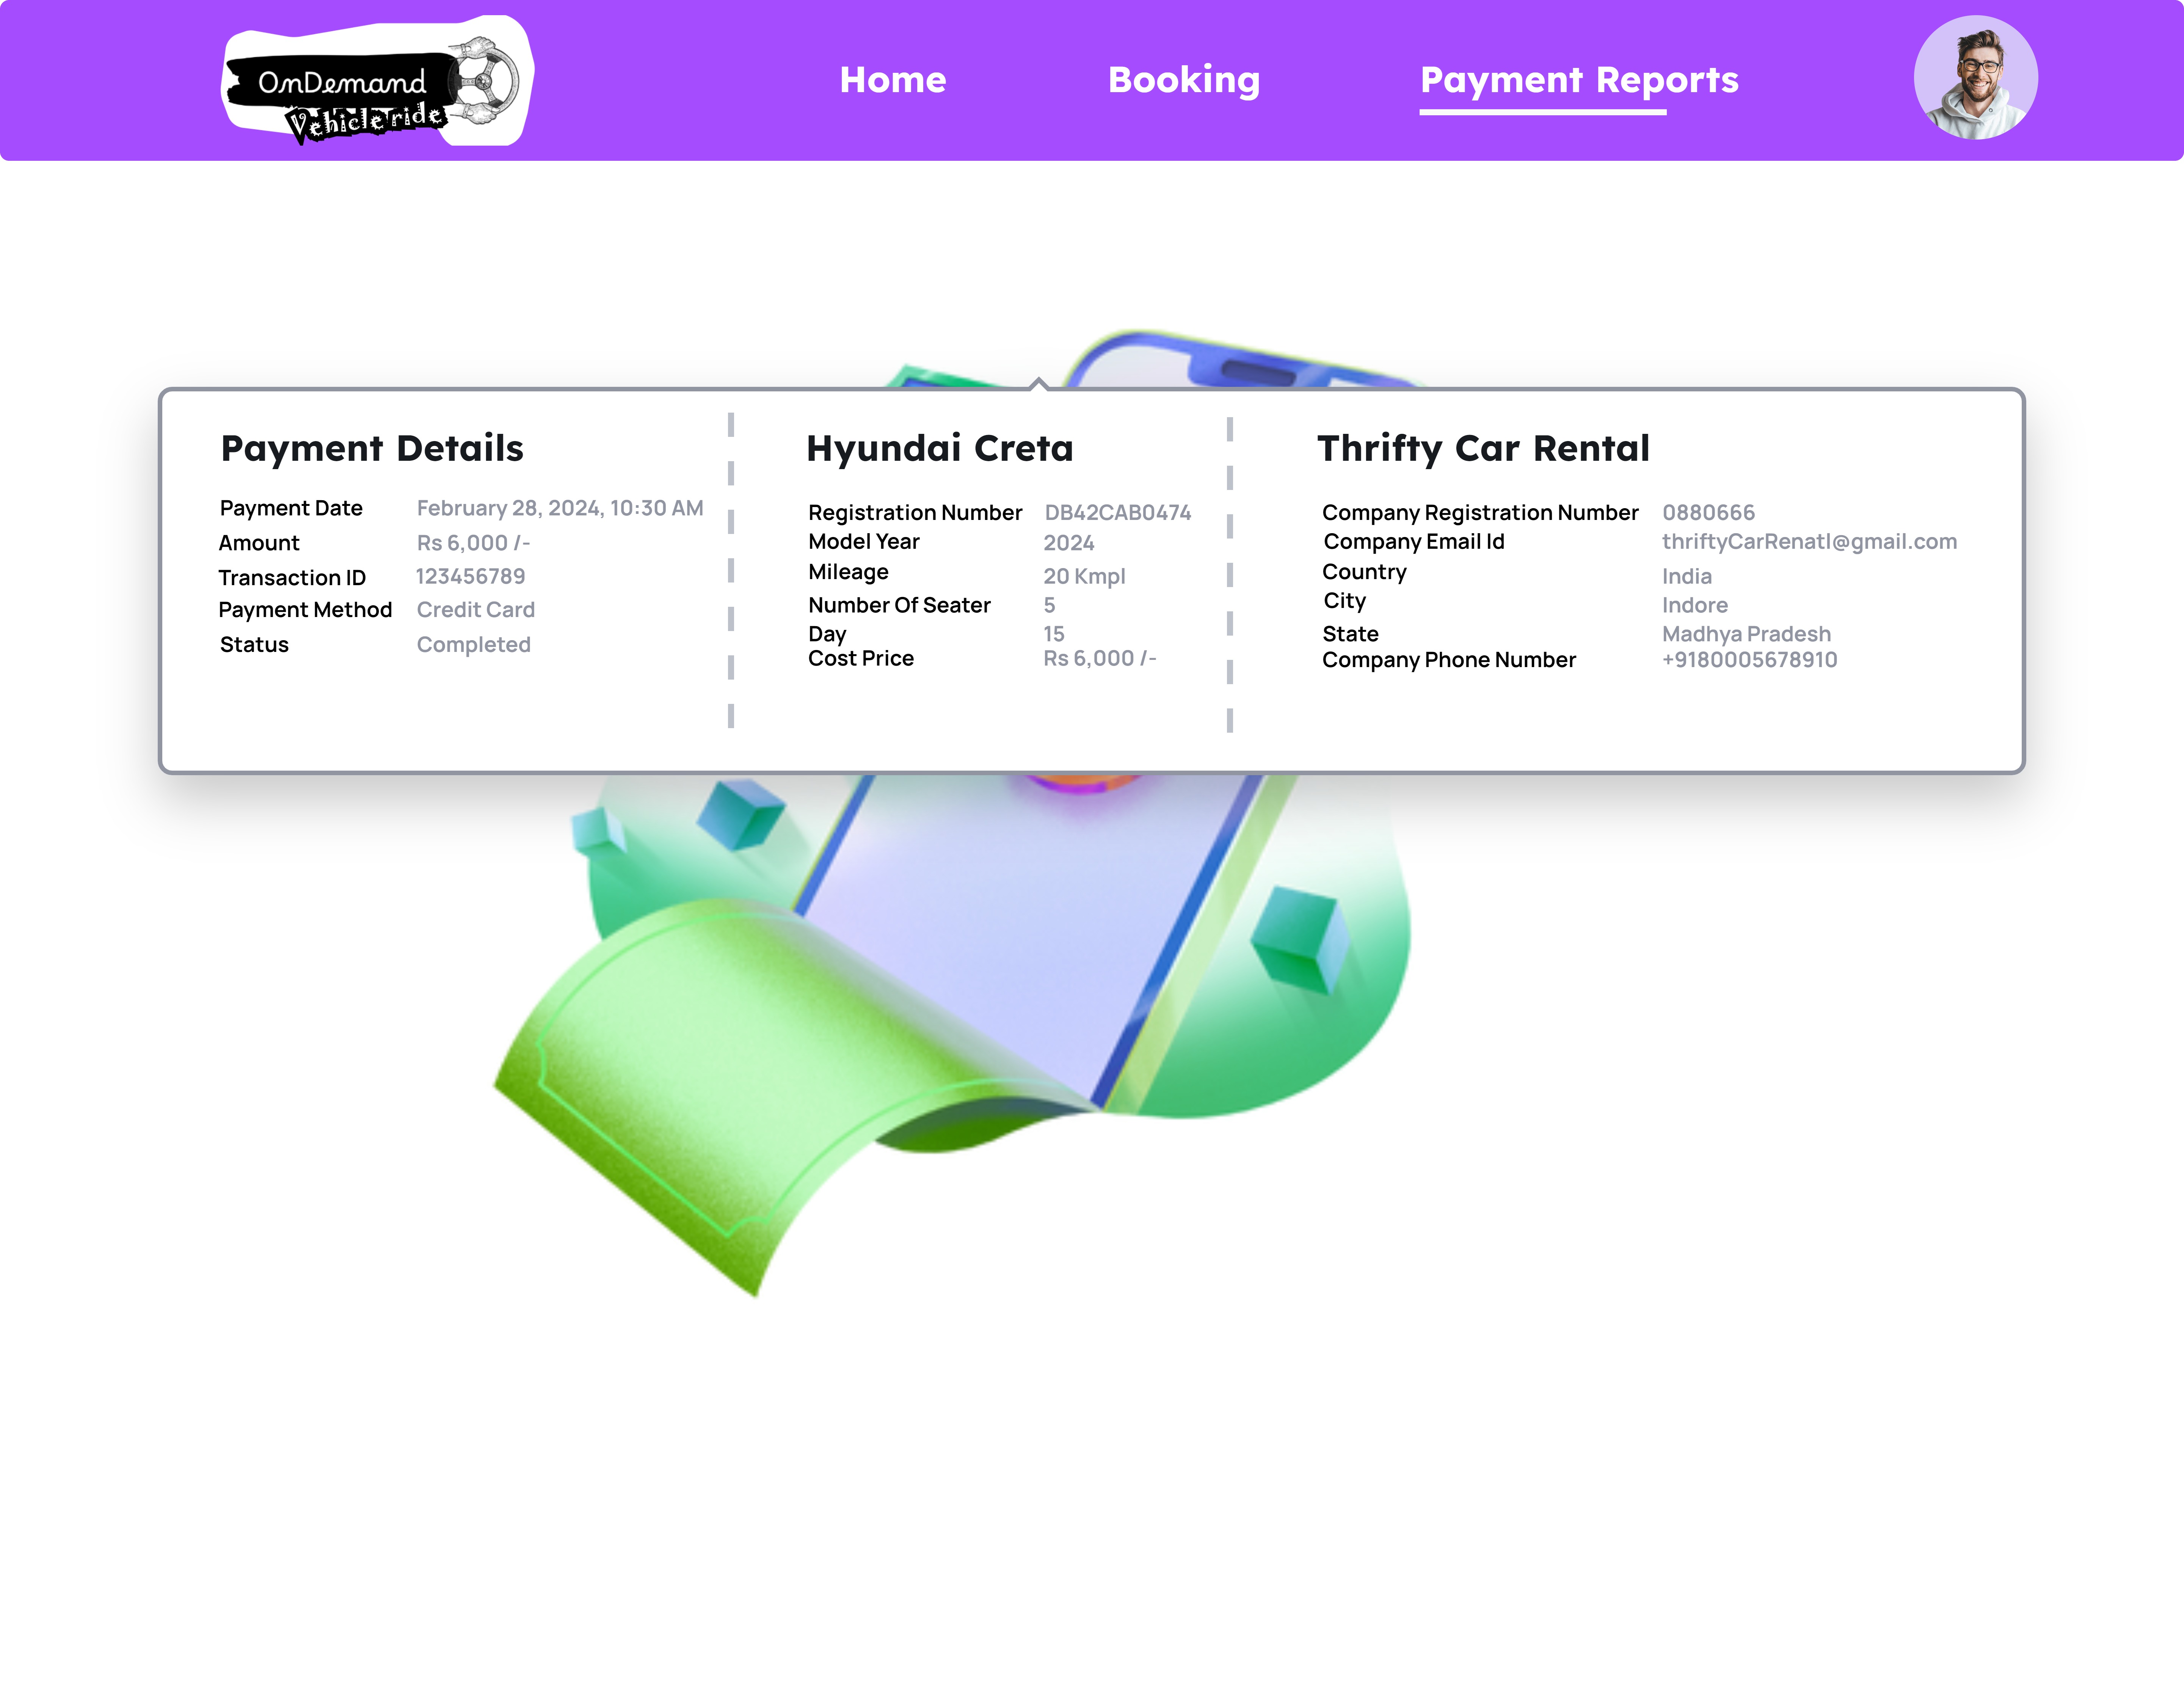 OnDemand
Vehicleride
Home
Booking
Payment Reports
Payment Details
Payment Date February 28, 2024, 10:30 AM
Amount Rs 6,000 /-
Transaction ID 123456789
Payment Method Credit Card
Status Completed
Hyundai Creta
Registration Number DB42CAB0474
Model Year 2024
Mileage 20 Kmpl
Number Of Seater 5
Day 15
Cost Price Rs 6,000 /-
Thrifty Car Rental
Company Registration Number 0880666
Company Email Id thriftyCarRenatl@gmail.com
Country India
City Indore
State Madhya Pradesh
Company Phone Number +9180005678910